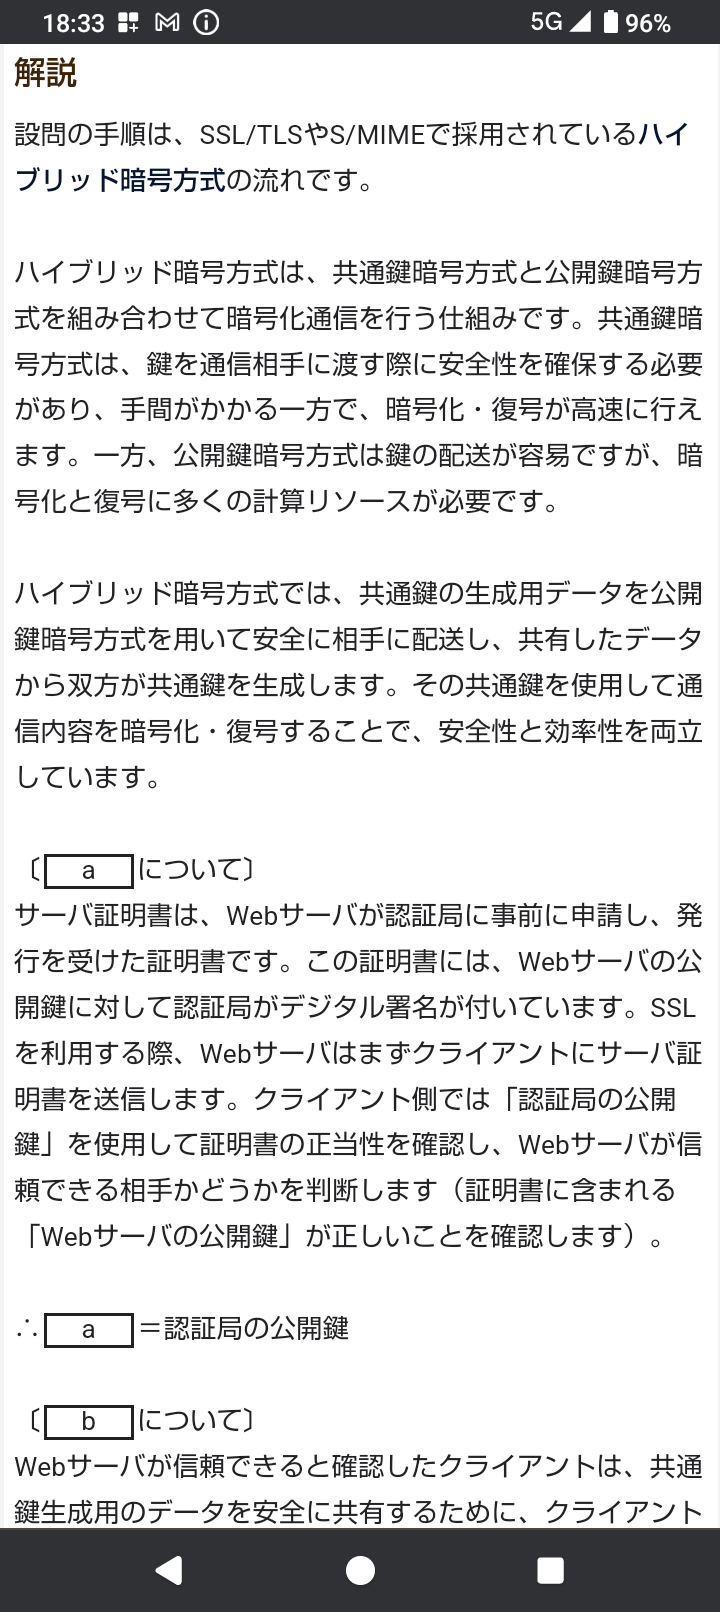 18:33 5G 96%
解説
設問の手順は、SSL/TLSやS/MIMEで採用されているハイ
ブリッド暗号方式の流れです。
ハイブリッド暗号方式は、共通鍵暗号方式と公開鍵暗号方
式を組み合わせて暗号化通信を行う仕組みです。共通鍵暗
号方式は、鍵を通信相手に渡す際に安全性を確保する必要
があり、手間がかかる一方で、暗号化・復号が高速に行え
ます。一方、公開鍵暗号方式は鍵の配送が容易ですが、暗
号化と復号に多くの計算リソースが必要です。
ハイブリッド暗号方式では、共通鍵の生成用データを公開
鍵暗号方式を用いて安全に相手に配送し、共有したデータ
から双方が共通鍵を生成します。その共通鍵を使用して通
信内容を暗号化・復号することで、安全性と効率性を両立
しています。
〔aについて〕
サーバ証明書は、Webサーバが認証局に事前に申請し、発
行を受けた証明書です。この証明書には、Webサーバの公
開鍵に対して認証局がデジタル署名が付いています。SSL
を利用する際、Webサーバはまずクライアントにサーバ証
明書を送信します。クライアント側では「認証局の公開
鍵」を使用して証明書の正当性を確認し、Webサーバが信
頼できる相手かどうかを判断します（証明書に含まれる
「Webサーバの公開鍵」が正しいことを確認します）。
∴a＝認証局の公開鍵
〔bについて〕
Webサーバが信頼できると確認したクライアントは、共通
鍵生成用のデータを安全に共有するために、クライアント